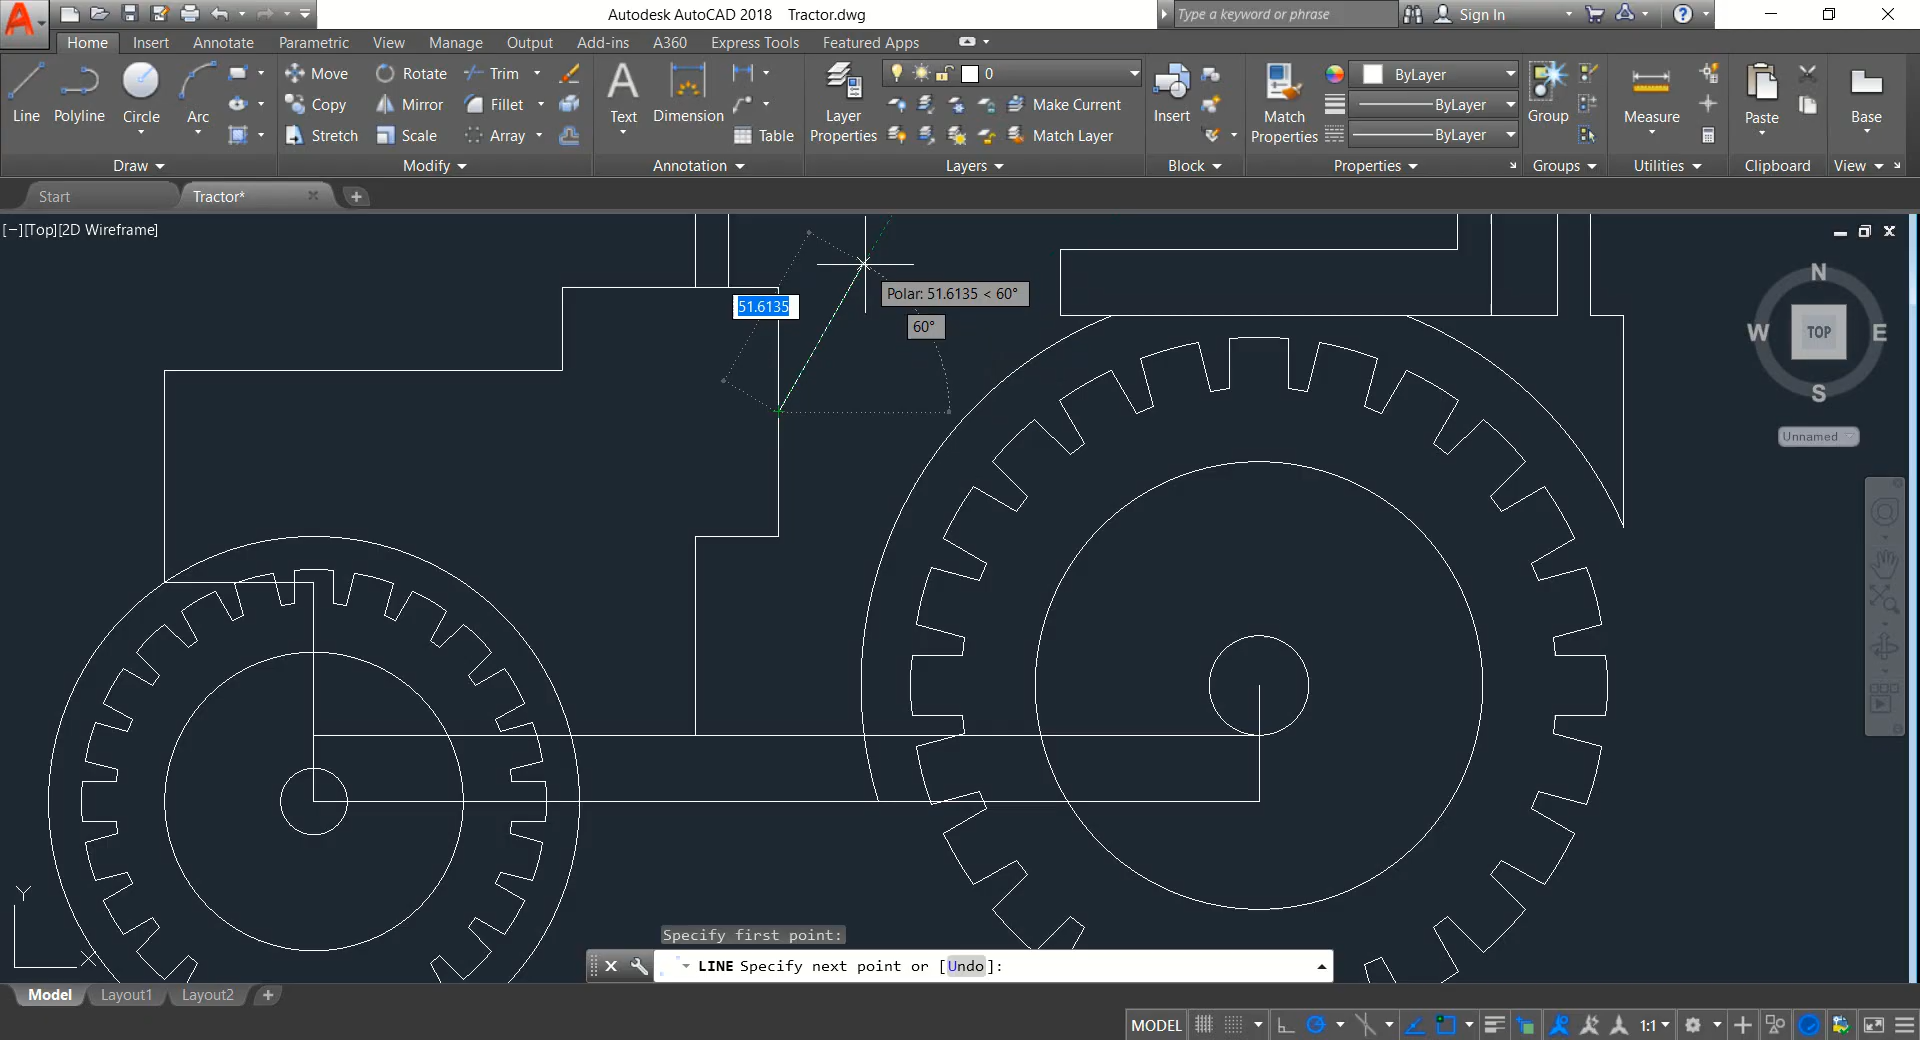 Autodesk AutoCAD 2018 Tractor.dwg
Type a keyword or phrase
Sign In
Home Insert Annotate Parametric View Manage Output Add-ins A360 Express Tools Featured Apps
Line
Polyline
Circle
Arc
Draw
Move
Rotate
Trim
Copy
Mirror
Fillet
Stretch
Scale
Array
Modify
Text
Dimension
Table
Annotation
Layer
Properties
0
Make Current
Match Layer
Layers
Insert
Block
Match
Properties
ByLayer
ByLayer
ByLayer
Properties
Group
Groups
Measure
Utilities
Paste
Clipboard
Base
View
Start
Tractor*
[−][Top][2D Wireframe]
51.6135
Polar: 51.6135 < 60°
60°
N
W
TOP
E
S
Unnamed
Y
X
Specify first point:
LINE Specify next point or [Undo]:
Model Layout1 Layout2
MODEL
1:1